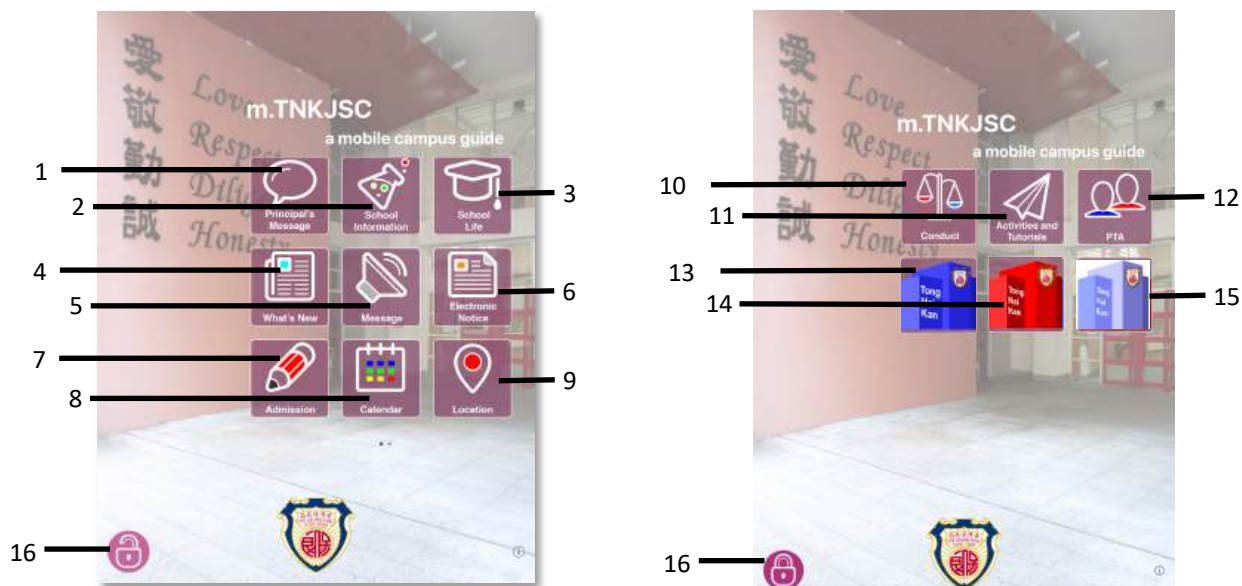 愛敬勤誠
Love
Respect
Honesty
m.TNKJSC
a mobile campus guide
1
2
3
Principal's
Message
School
Information
School
Life
4
5
6
What's New
Message
Electronic
Notice
7
8
9
Admission
Calendar
Location
16
愛敬勤誠
Love
Respect
Honesty
m.TNKJSC
a mobile campus guide
10
11
12
Conduct
Activities and
Tutorials
PTA
13
14
15
Tong
Nai
Kan
Tong
Nai
Kan
Tong
Nai
Kan
16